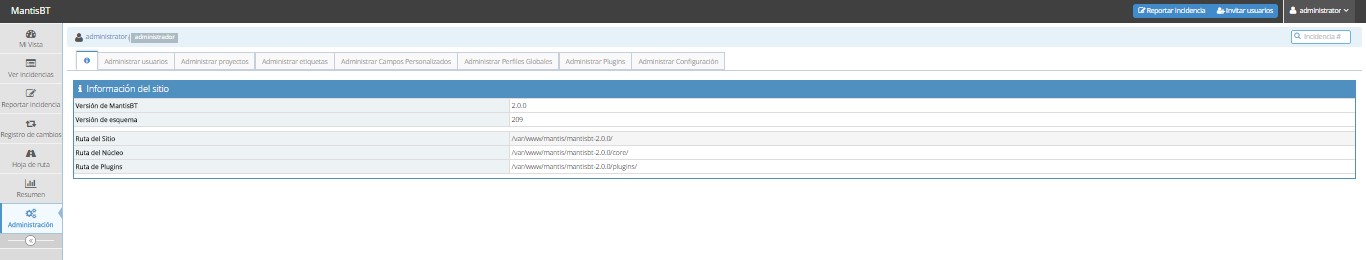 MantisBT
Reportar incidencia
Invitar usuarios
administrator
Mi Vista
Ver Incidencias
Reportar Incidencia
Registro de cambios
Hoja de ruta
Resumen
Administración
administrator administrador
Incidencia #
Administrar usuarios
Administrar proyectos
Administrar etiquetas
Administrar Campos Personalizados
Administrar Perfiles Globales
Administrar Plugins
Administrar Configuración
Información del sitio
Versión de MantisBT 2.0.0
Versión de esquema 209
Ruta del Sitio /var/www/mantis/mantisbt-2.0.0/
Ruta del Núcleo /var/www/mantis/mantisbt-2.0.0/core/
Ruta de Plugins /var/www/mantis/mantisbt-2.0.0/plugins/